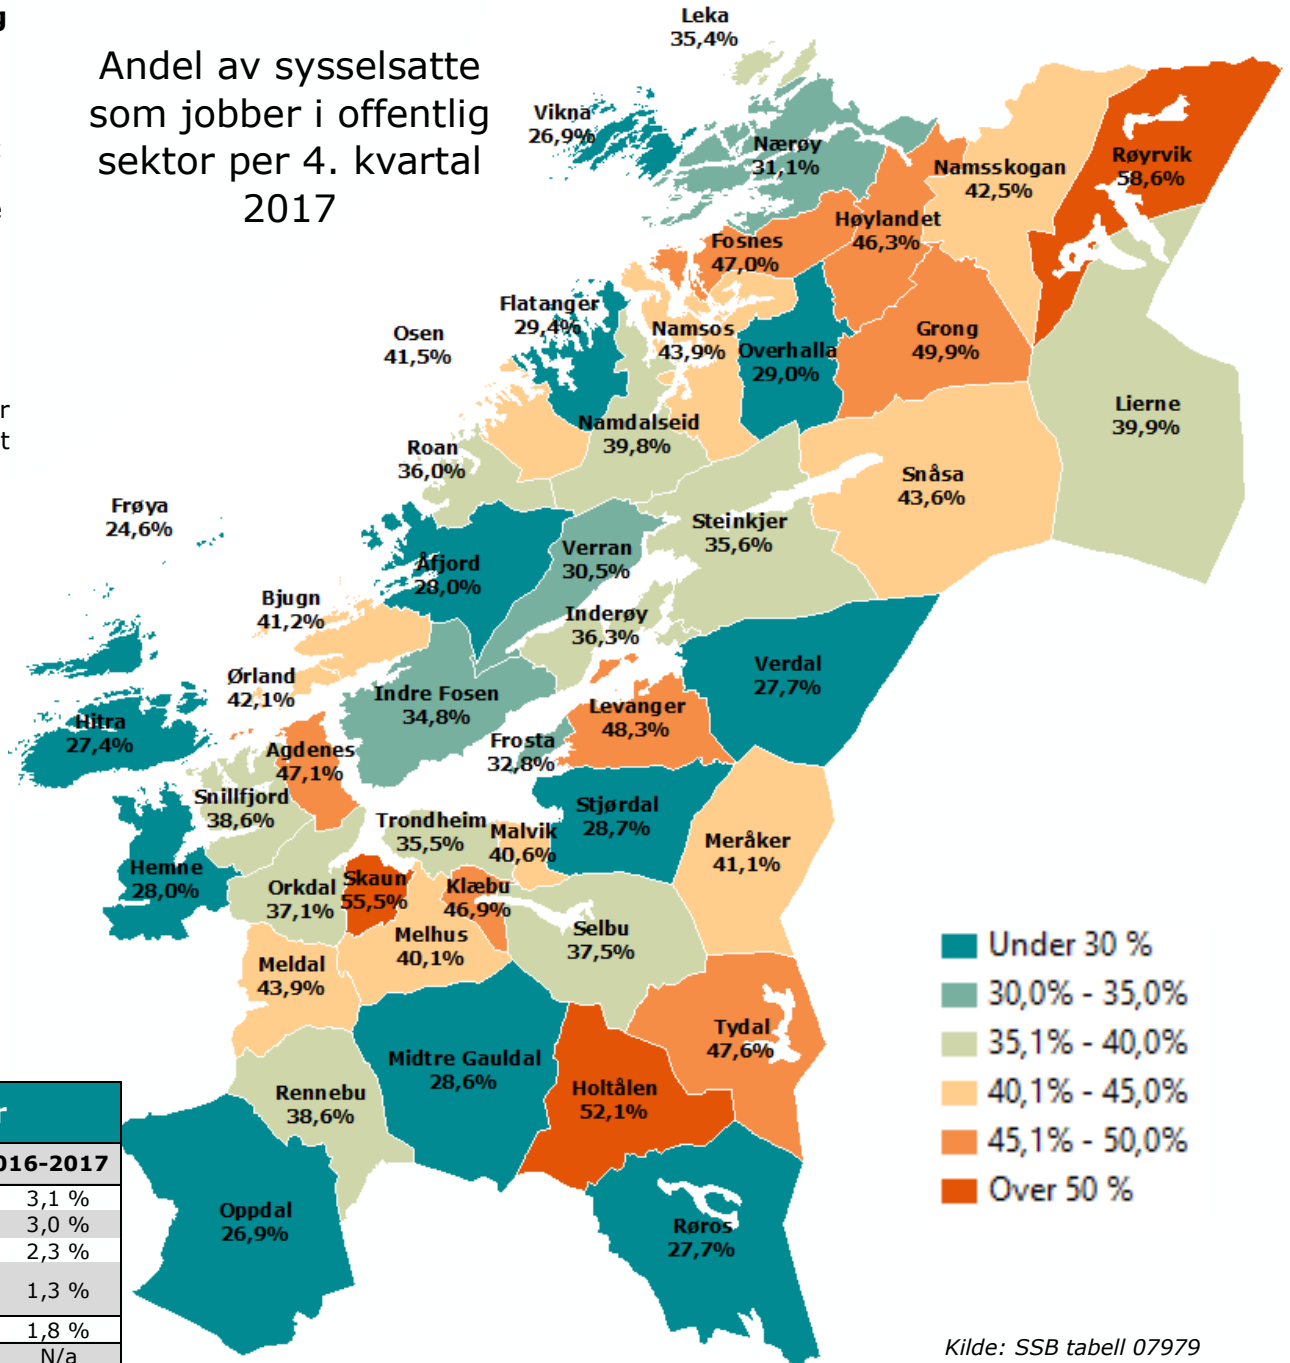 g
Andel av sysselsatte
som jobber i offentlig
sektor per 4. kvartal
2017
e
r
t
Leka
35,4%
Vikna
26,9%
Nærøy
31,1%
Namsskogan
42,5%
Røyrvik
58,6%
Høylandet
46,3%
Fosnes
47,0%
Flatanger
29,4%
Osen
41,5%
Namsos
43,9%
Overhalla
29,0%
Grong
49,9%
Lierne
39,9%
Namdalseid
39,8%
Roan
36,0%
Snåsa
43,6%
Frøya
24,6%
Steinkjer
35,6%
Verran
30,5%
Åfjord
28,0%
Bjugn
41,2%
Inderøy
36,3%
Verdal
27,7%
Ørland
42,1%
Indre Fosen
34,8%
Levanger
48,3%
Hitra
27,4%
Frosta
32,8%
Agdenes
47,1%
Snillfjord
38,6%
Stjørdal
28,7%
Trondheim
35,5%
Malvik
40,6%
Meråker
41,1%
Hemne
28,0%
Orkdal
37,1%
Skaun
55,5%
Klæbu
46,9%
Selbu
37,5%
Melhus
40,1%
Meldal
43,9%
Tydal
47,6%
Midtre Gauldal
28,6%
Rennebu
38,6%
Holtålen
52,1%
Oppdal
26,9%
Røros
27,7%
Under 30 %
30,0% - 35,0%
35,1% - 40,0%
40,1% - 45,0%
45,1% - 50,0%
Over 50 %
r
016-2017
3,1 %
3,0 %
2,3 %
1,3 %
1,8 %
N/a
Kilde: SSB tabell 07979